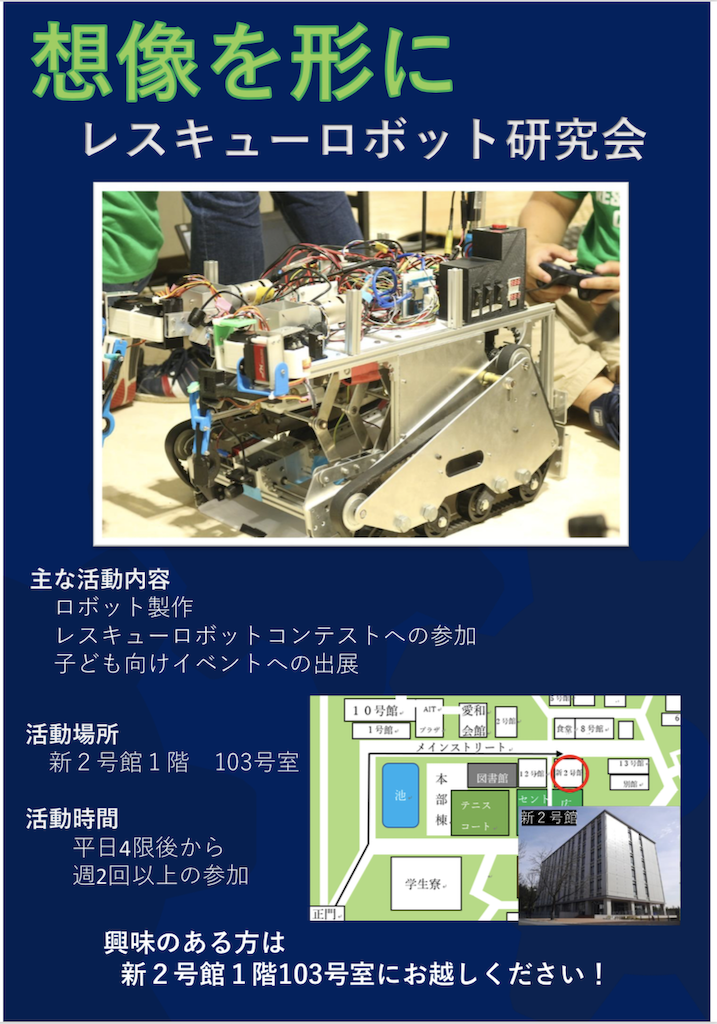 想像を形に
レスキューロボット研究会
主な活動内容
ロボット製作
レスキューロボットコンテストへの参加
子ども向けイベントへの出展
活動場所
新２号館１階　103号室
活動時間
平日4限後から
週2回以上の参加
１０号館
AIT
プラザ
愛和
会館
２号館
１号館
食堂
８号館
メインストリート
池
本
部
棟
図書館
１２号館
新２号館
１３号館
別館
テニス
コート
セント
広
新２号館
学生寮
正門
興味のある方は
新２号館１階103号室にお越しください！